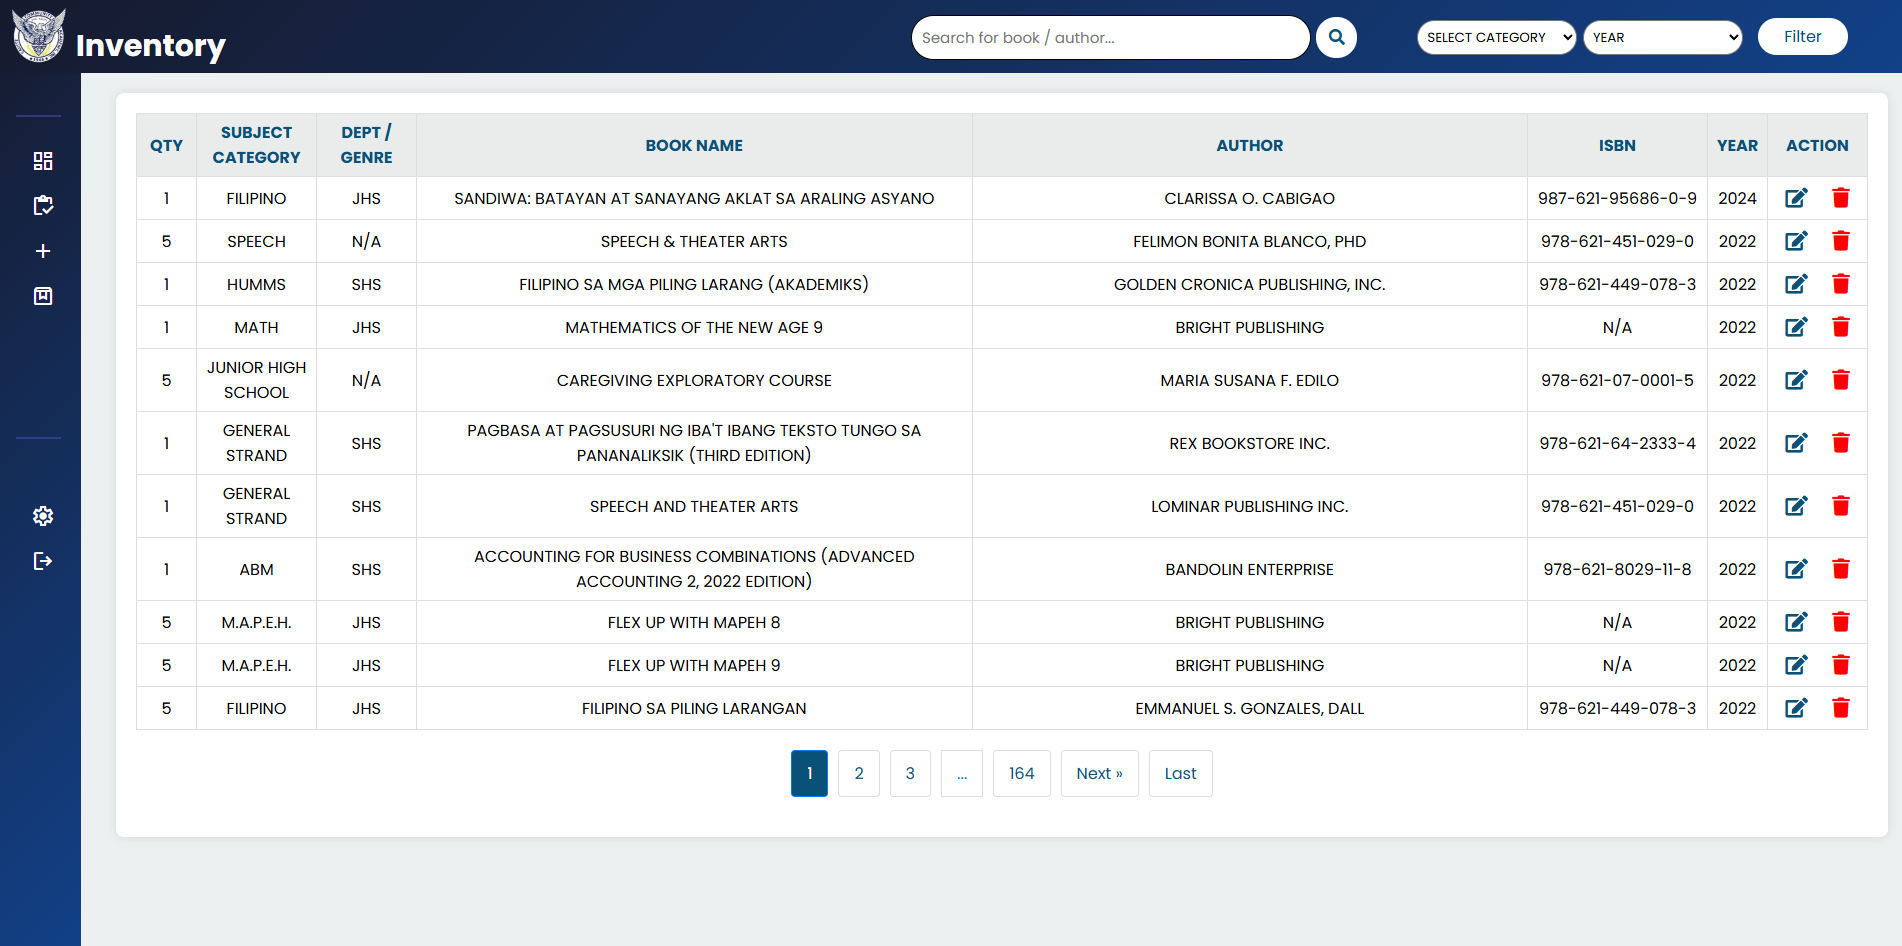 Inventory
Search for book / author...
SELECT CATEGORY
YEAR
Filter
QTY SUBJECT CATEGORY DEPT / GENRE BOOK NAME AUTHOR ISBN YEAR ACTION
1 FILIPINO JHS SANDIWA: BATAYAN AT SANAYANG AKLAT SA ARALING ASYANO CLARISSA O. CABIGAO 987-621-95686-0-9 2024
5 SPEECH N/A SPEECH & THEATER ARTS FELIMON BONITA BLANCO, PHD 978-621-451-029-0 2022
1 HUMMS SHS FILIPINO SA MGA PILING LARANG (AKADEMIKS) GOLDEN CRONICA PUBLISHING, INC. 978-621-449-078-3 2022
1 MATH JHS MATHEMATICS OF THE NEW AGE 9 BRIGHT PUBLISHING N/A 2022
5 JUNIOR HIGH SCHOOL N/A CAREGIVING EXPLORATORY COURSE MARIA SUSANA F. EDILO 978-621-07-0001-5 2022
1 GENERAL STRAND SHS PAGBASA AT PAGSUSURI NG IBA'T IBANG TEKSTO TUNGO SA PANANALIKSIK (THIRD EDITION) REX BOOKSTORE INC. 978-621-64-2333-4 2022
1 GENERAL STRAND SHS SPEECH AND THEATER ARTS LOMINAR PUBLISHING INC. 978-621-451-029-0 2022
1 ABM SHS ACCOUNTING FOR BUSINESS COMBINATIONS (ADVANCED ACCOUNTING 2, 2022 EDITION) BANDOLIN ENTERPRISE 978-621-8029-11-8 2022
5 M.A.P.E.H. JHS FLEX UP WITH MAPEH 8 BRIGHT PUBLISHING N/A 2022
5 M.A.P.E.H. JHS FLEX UP WITH MAPEH 9 BRIGHT PUBLISHING N/A 2022
5 FILIPINO JHS FILIPINO SA PILING LARANGAN EMMANUEL S. GONZALES, DALL 978-621-449-078-3 2022
1 2 3 ... 164 Next » Last